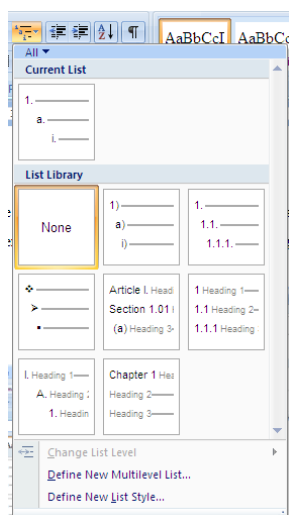 AaBbCcI AaBbCc
All
Current List
1.
a.
i.
List Library
None
1)
a)
i)
1.
1.1.
1.1.1.
Article I. Head
Section 1.01
(a) Heading 3-
1 Heading 1
1.1 Heading 2
1.1.1 Heading
I. Heading 1
A. Heading
1. Headin
Chapter 1 Hea
Heading 2
Heading 3
Change List Level
Define New Multilevel List...
Define New List Style...